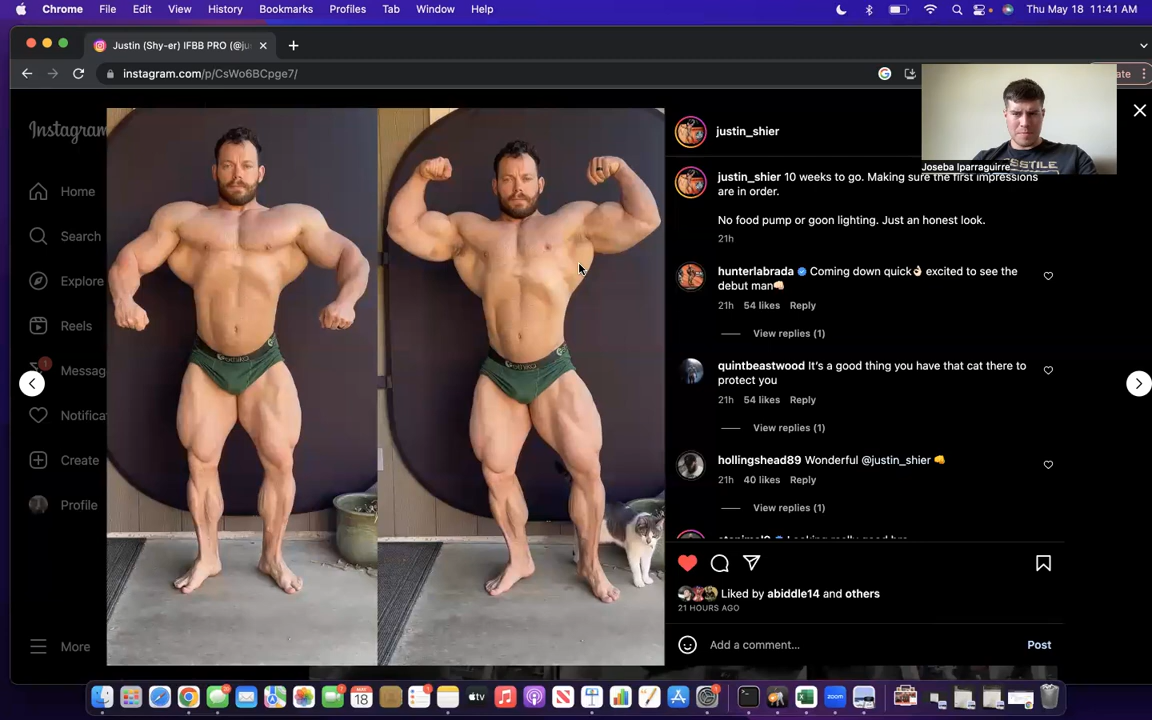 Chrome File Edit View History Bookmarks Profiles Tab Window Help Thu May 18 11:41 AM
Justin (Shy-er) IFBB PRO (@ju
instagram.com/p/CsWo6BCpge7/
Instagram
Home
Search
Explore
Reels
1
Messag
Notifica
Create
Profile
More
justin_shier
Joseba Iparraguirre
justin_shier 10 weeks to go. Making sure the first impressions
are in order.
No food pump or goon lighting. Just an honest look.
21h
hunterlabrada Coming down quick👌🏻 excited to see the
debut man👊🏻
21h 54 likes Reply
View replies (1)
quintbeastwood It's a good thing you have that cat there to
protect you
21h 54 likes Reply
View replies (1)
hollingshead89 Wonderful @justin_shier 👊
21h 40 likes Reply
View replies (1)
Liked by abiddle14 and others
21 HOURS AGO
Add a comment... Post
MAY
18
tv
zoom